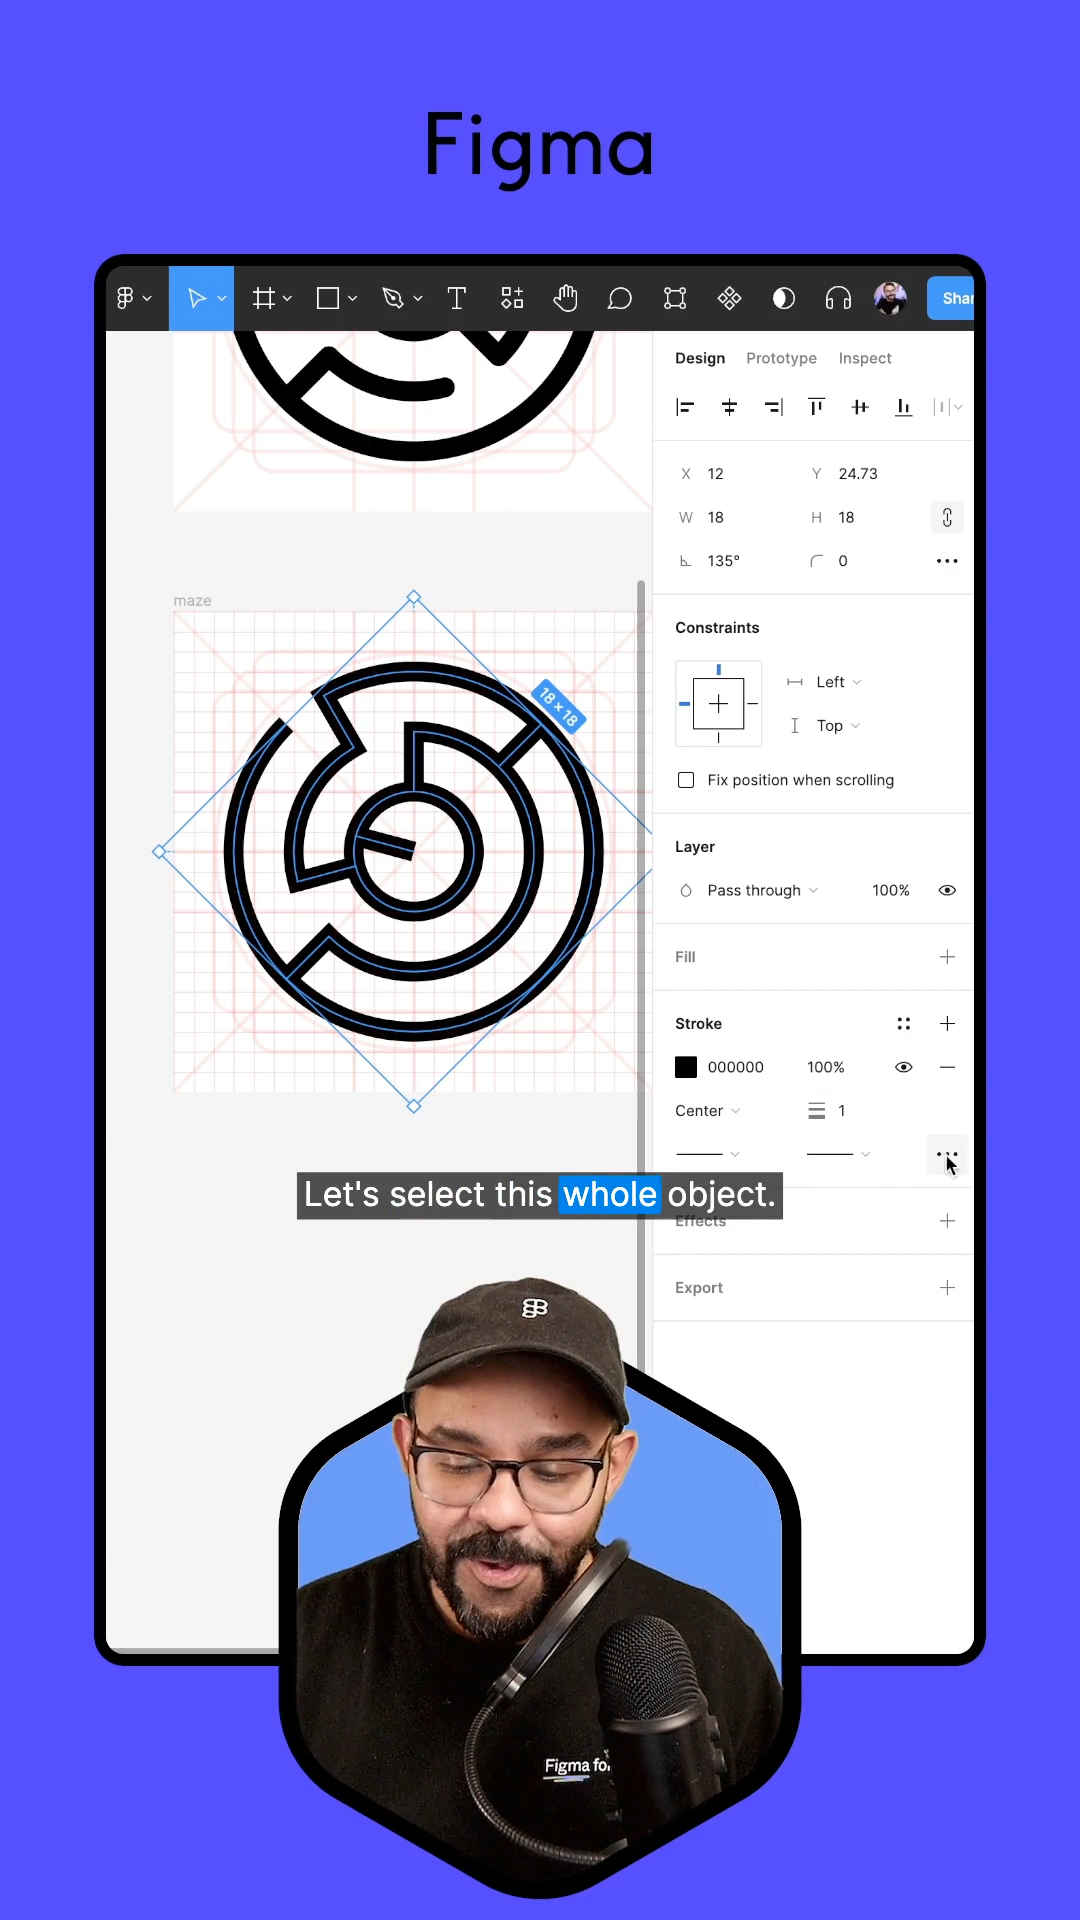 Figma
Shar
Design Prototype Inspect
X 12 Y 24.73
W 18 H 18
135° 0
Constraints
Left
Top
Fix position when scrolling
Layer
Pass through 100%
Fill
Stroke
000000 100%
Center 1
Effects
Export
maze
18 × 18
Let's select this whole object.
Figma for